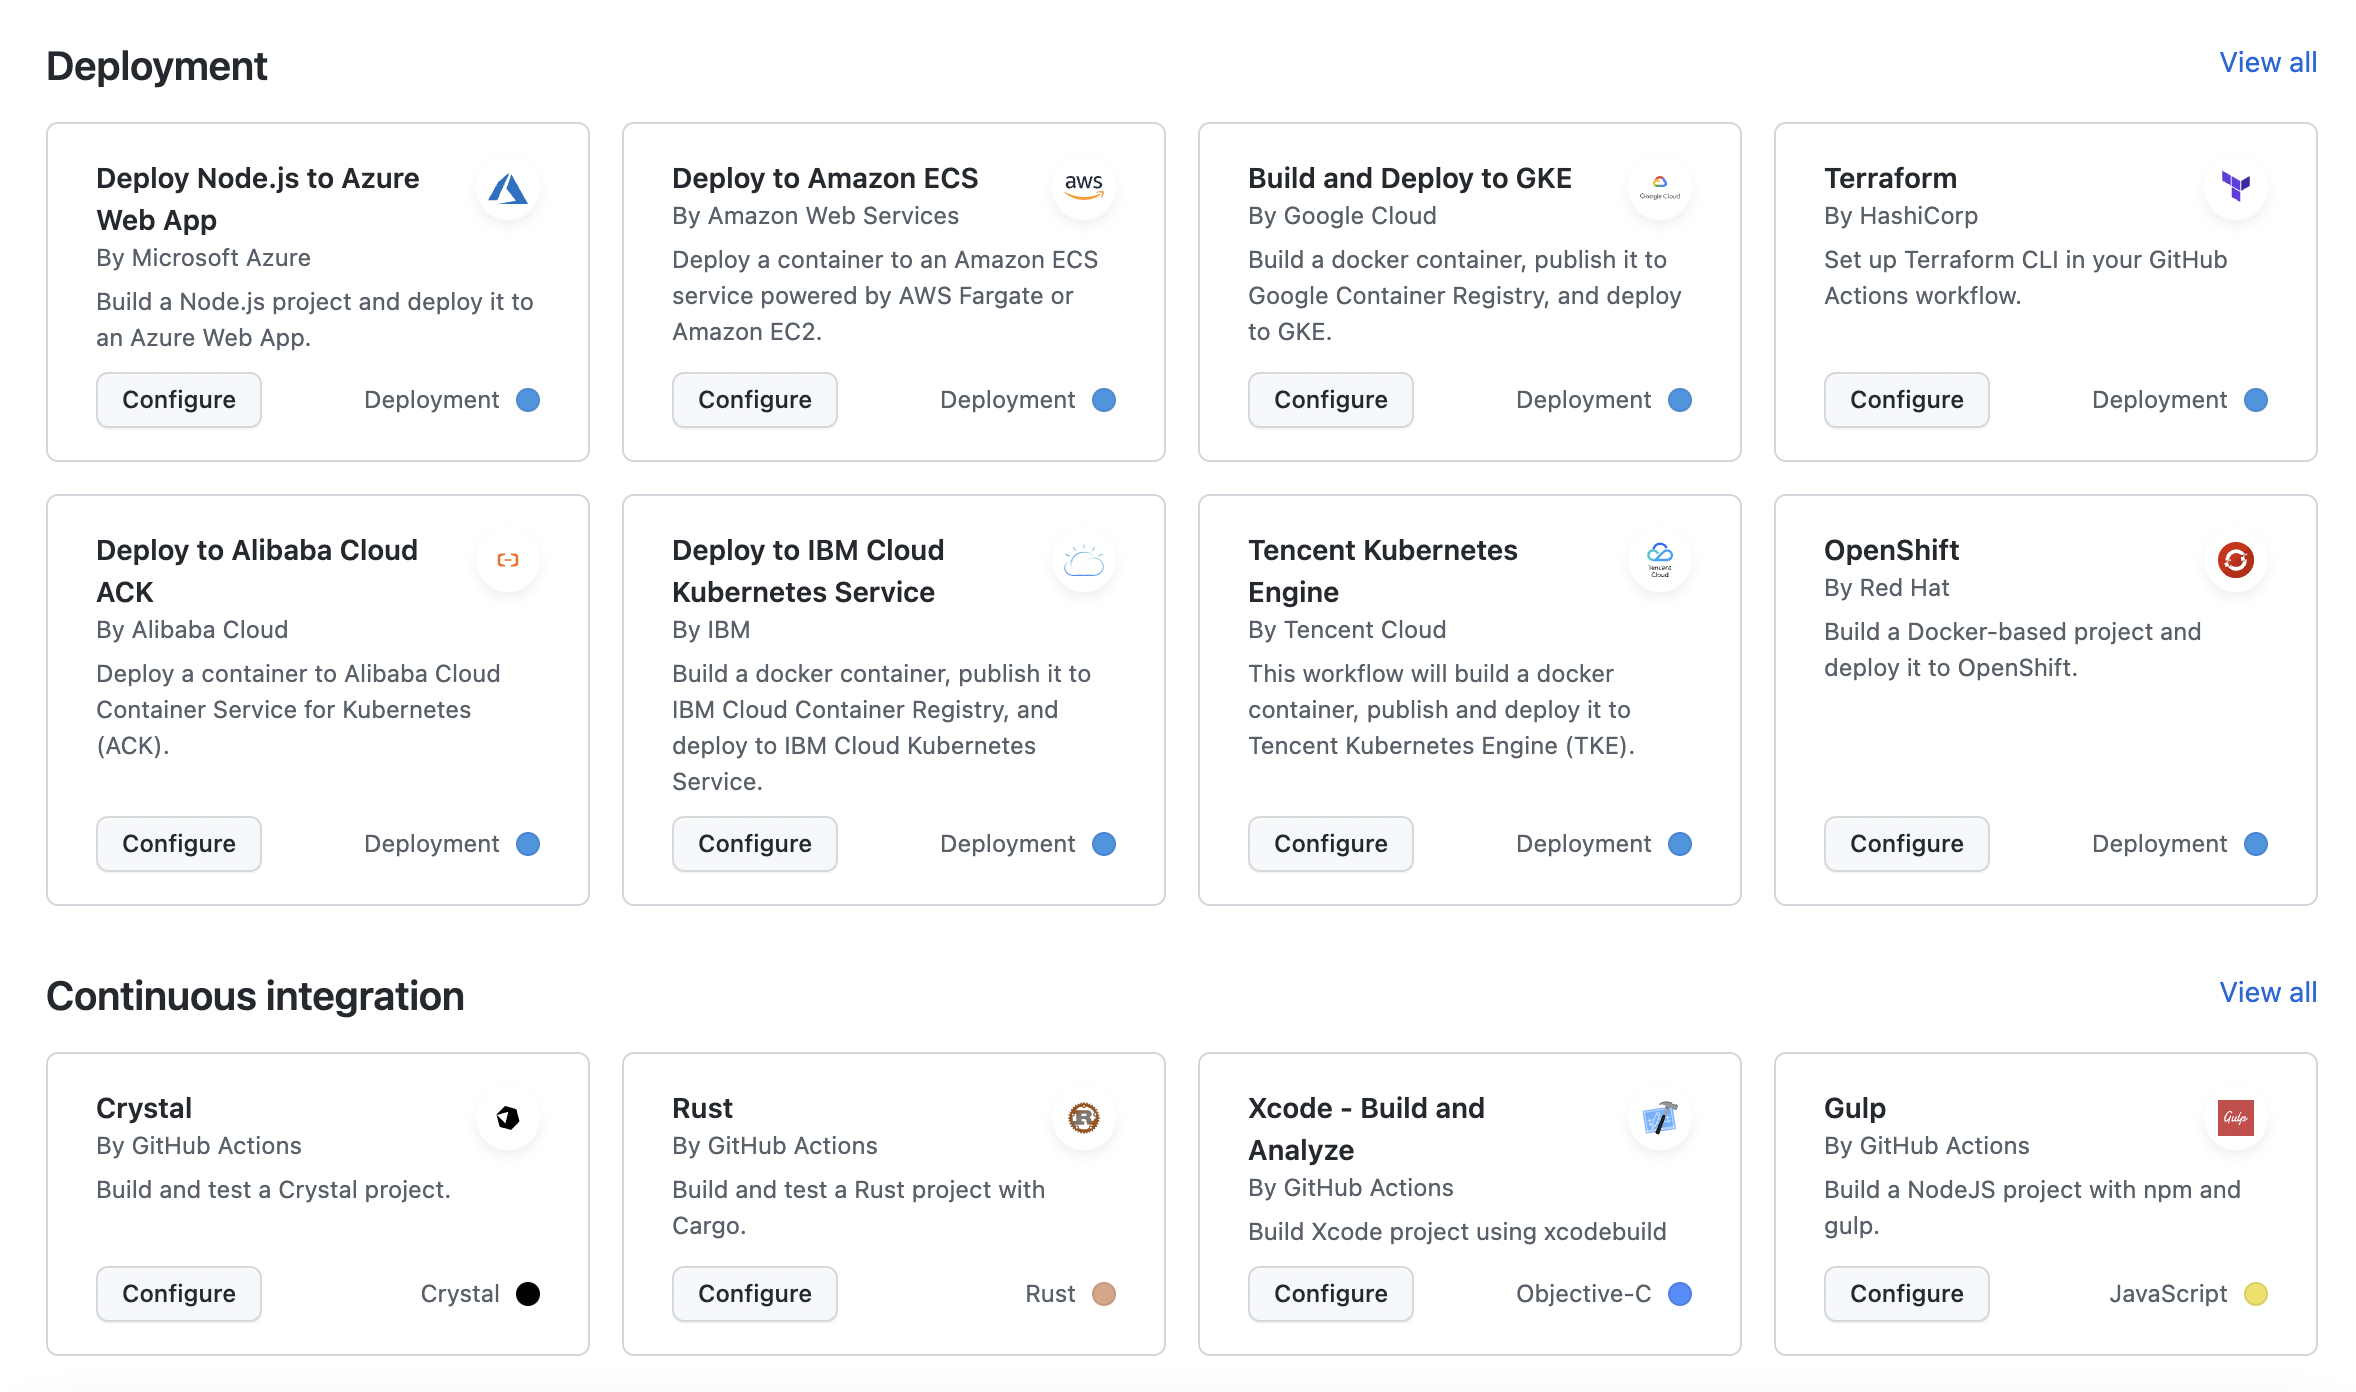 Deployment
View all
Deploy Node.js to Azure
Web App
By Microsoft Azure
Build a Node.js project and deploy it to
an Azure Web App.
Configure
Deployment
Deploy to Amazon ECS
By Amazon Web Services
aws
Deploy a container to an Amazon ECS
service powered by AWS Fargate or
Amazon EC2.
Configure
Deployment
Build and Deploy to GKE
By Google Cloud
Google Cloud
Build a docker container, publish it to
Google Container Registry, and deploy
to GKE.
Configure
Deployment
Terraform
By HashiCorp
Set up Terraform CLI in your GitHub
Actions workflow.
Configure
Deployment
Deploy to Alibaba Cloud
ACK
By Alibaba Cloud
Deploy a container to Alibaba Cloud
Container Service for Kubernetes
(ACK).
Configure
Deployment
Deploy to IBM Cloud
Kubernetes Service
By IBM
Build a docker container, publish it to
IBM Cloud Container Registry, and
deploy to IBM Cloud Kubernetes
Service.
Configure
Deployment
Tencent Kubernetes
Engine
By Tencent Cloud
Tencent
Cloud
This workflow will build a docker
container, publish and deploy it to
Tencent Kubernetes Engine (TKE).
Configure
Deployment
OpenShift
By Red Hat
Build a Docker-based project and
deploy it to OpenShift.
Configure
Deployment
Continuous integration
View all
Crystal
By GitHub Actions
Build and test a Crystal project.
Configure
Crystal
Rust
By GitHub Actions
R
Build and test a Rust project with
Cargo.
Configure
Rust
Xcode - Build and
Analyze
By GitHub Actions
Build Xcode project using xcodebuild
Configure
Objective-C
Gulp
By GitHub Actions
Gulp
Build a NodeJS project with npm and
gulp.
Configure
JavaScript